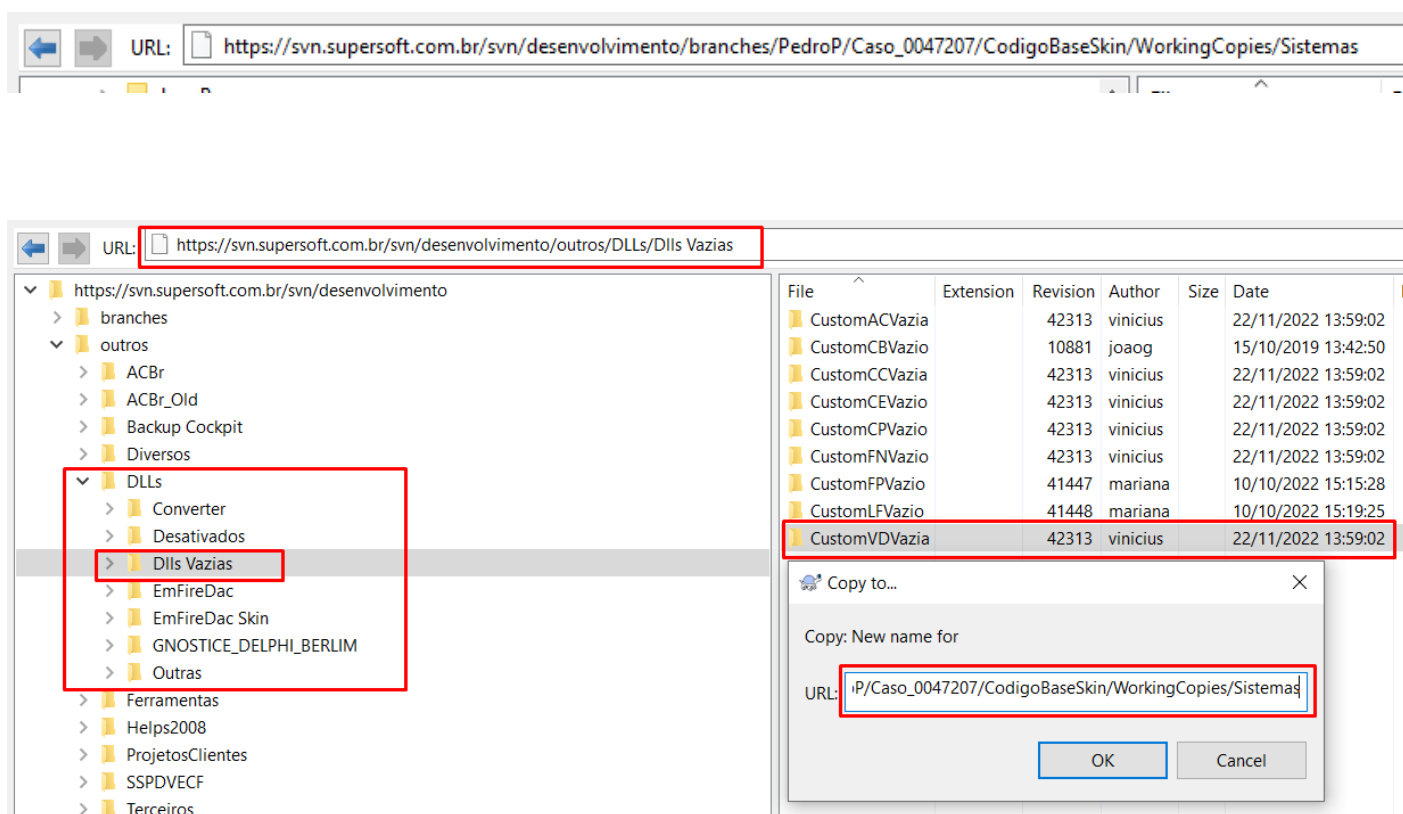 URL: https://svn.supersoft.com.br/svn/desenvolvimento/branches/PedroP/Caso_0047207/CodigoBaseSkin/WorkingCopies/Sistemas
URL: https://svn.supersoft.com.br/svn/desenvolvimento/outros/DLLs/Dlls Vazias
https://svn.supersoft.com.br/svn/desenvolvimento
branches
outros
ACBr
ACBr_Old
Backup Cockpit
Diversos
DLLs
Converter
Desativados
Dlls Vazias
EmFireDac
EmFireDac Skin
GNOSTICE_DELPHI_BERLIM
Outras
Ferramentas
Helps2008
ProjetosClientes
SSPDVECF
Terceiros
File Extension Revision Author Size Date
CustomACVazia 42313 vinicius 22/11/2022 13:59:02
CustomCBVazio 10881 joaog 15/10/2019 13:42:50
CustomCCVazia 42313 vinicius 22/11/2022 13:59:02
CustomCEVazio 42313 vinicius 22/11/2022 13:59:02
CustomCPVazio 42313 vinicius 22/11/2022 13:59:02
CustomFNVazio 42313 vinicius 22/11/2022 13:59:02
CustomFPVazio 41447 mariana 10/10/2022 15:15:28
CustomLFVazio 41448 mariana 10/10/2022 15:19:25
CustomVDVazia 42313 vinicius 22/11/2022 13:59:02
Copy to...
Copy: New name for
URL: P/Caso_0047207/CodigoBaseSkin/WorkingCopies/Sistemas
OK Cancel